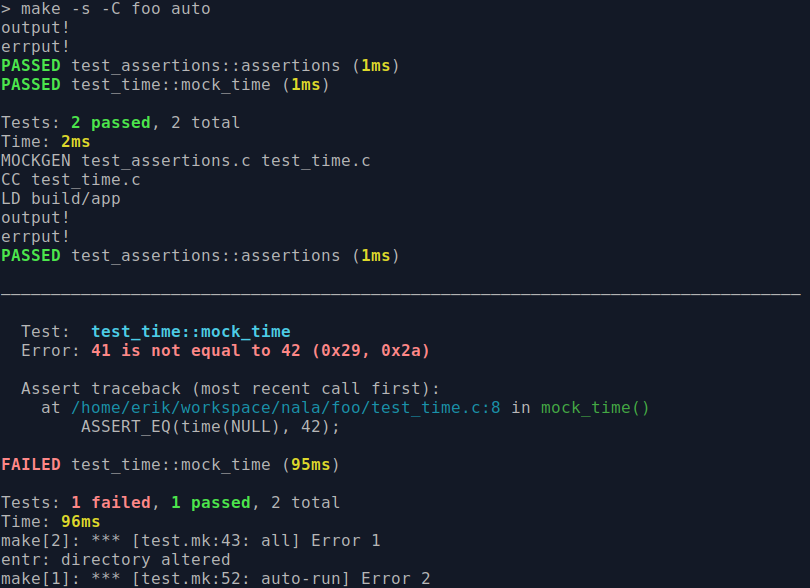 > make -s -C foo auto
output!
errput!
PASSED test_assertions::assertions (1ms)
PASSED test_time::mock_time (1ms)
Tests: 2 passed, 2 total
Time: 2ms
MOCKGEN test_assertions.c test_time.c
CC test_time.c
LD build/app
output!
errput!
PASSED test_assertions::assertions (1ms)
Test:  test_time::mock_time
Error: 41 is not equal to 42 (0x29, 0x2a)
Assert traceback (most recent call first):
at /home/erik/workspace/nala/foo/test_time.c:8 in mock_time()
ASSERT_EQ(time(NULL), 42);
FAILED test_time::mock_time (95ms)
Tests: 1 failed, 1 passed, 2 total
Time: 96ms
make[2]: *** [test.mk:43: all] Error 1
entr: directory altered
make[1]: *** [test.mk:52: auto-run] Error 2